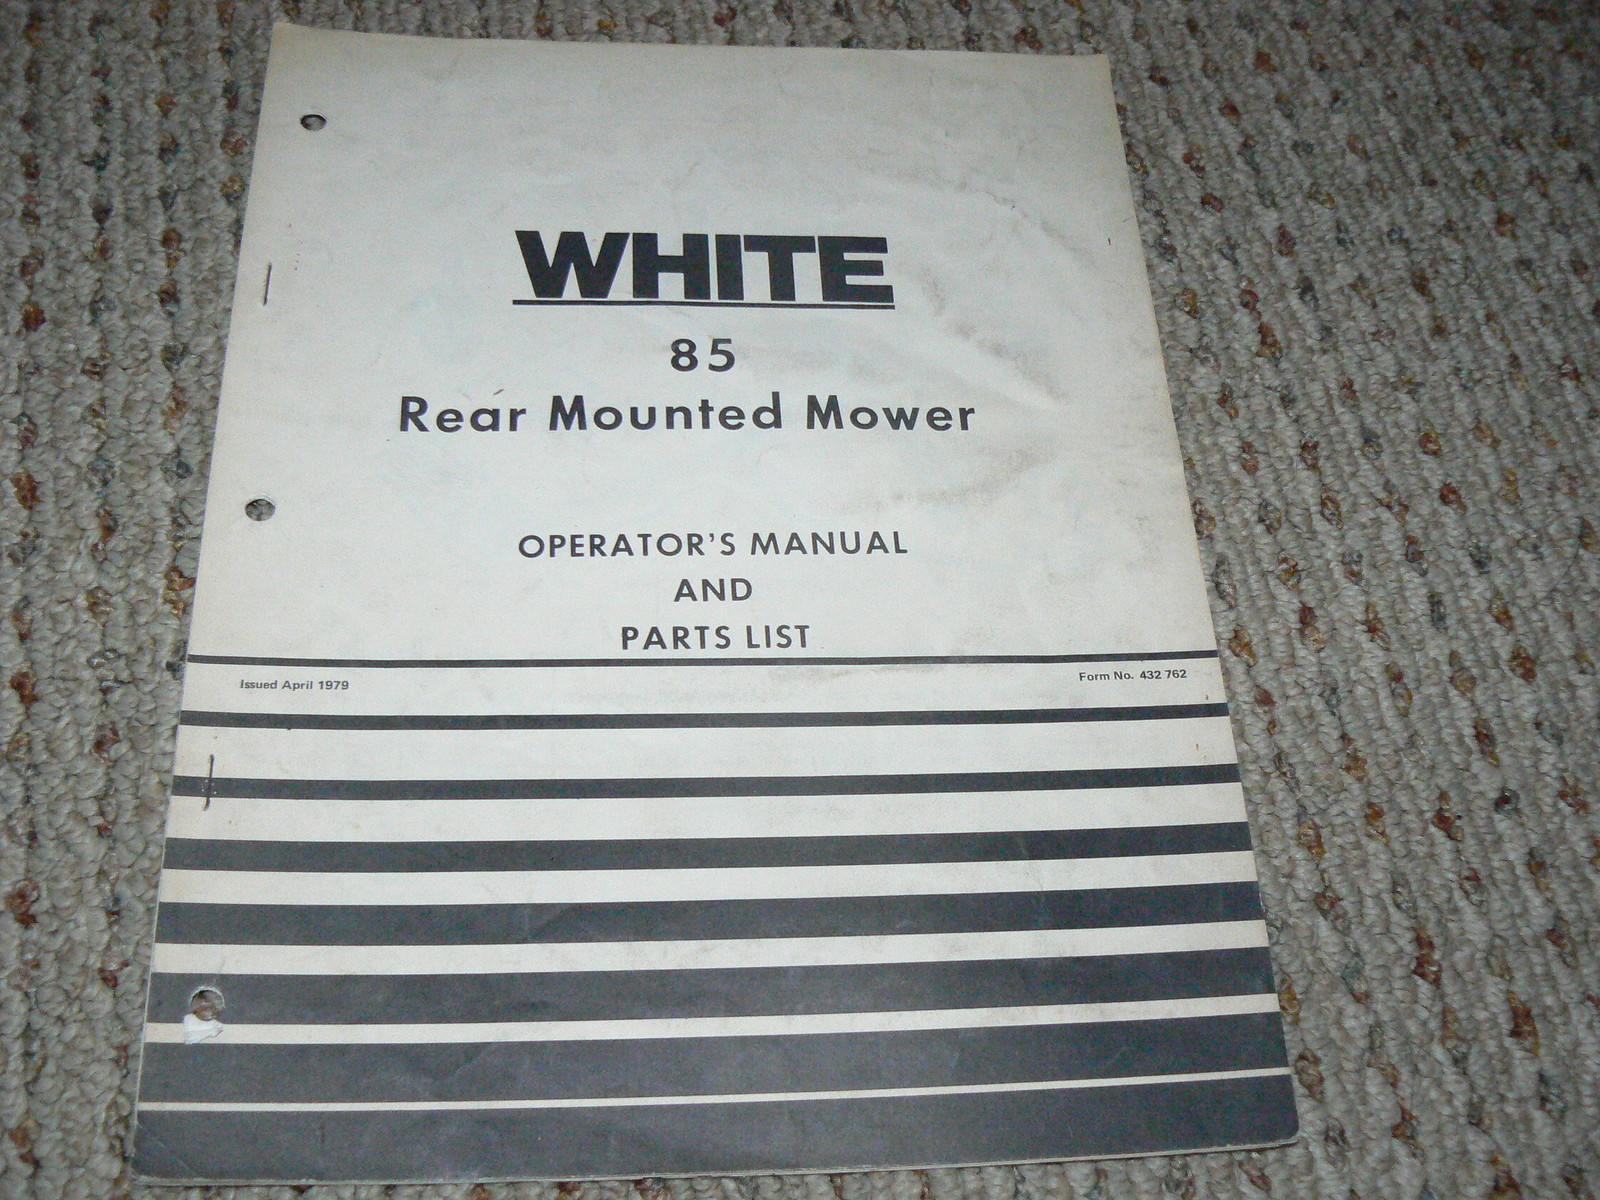 WHITE
85
Rear Mounted Mower
OPERATOR'S MANUAL
AND
PARTS LIST
Issued April 1979
Form No. 432 762